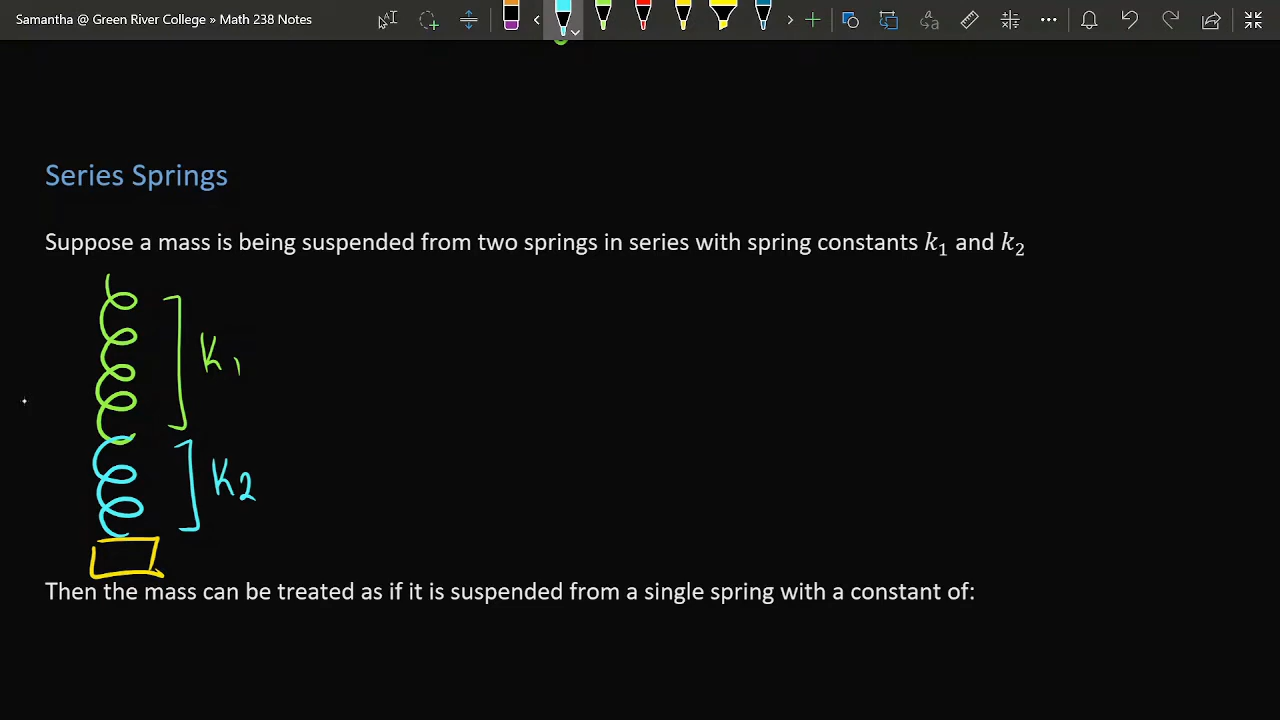 Samantha @ Green River College » Math 238 Notes
Series Springs
Suppose a mass is being suspended from two springs in series with spring constants k₁ and k₂
K₁
K₂
Then the mass can be treated as if it is suspended from a single spring with a constant of: